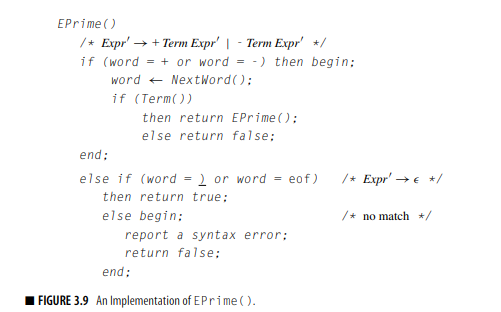 EPrime()
/* Expr′ → + Term Expr′ | - Term Expr′ */
if (word = + or word = -) then begin;
word ← NextWord();
if (Term())
then return EPrime();
else return false;
end;
else if (word = ) or word = eof) /* Expr′ → ϵ */
then return true;
else begin; /* no match */
report a syntax error;
return false;
end;
■ FIGURE 3.9 An Implementation of EPrime().